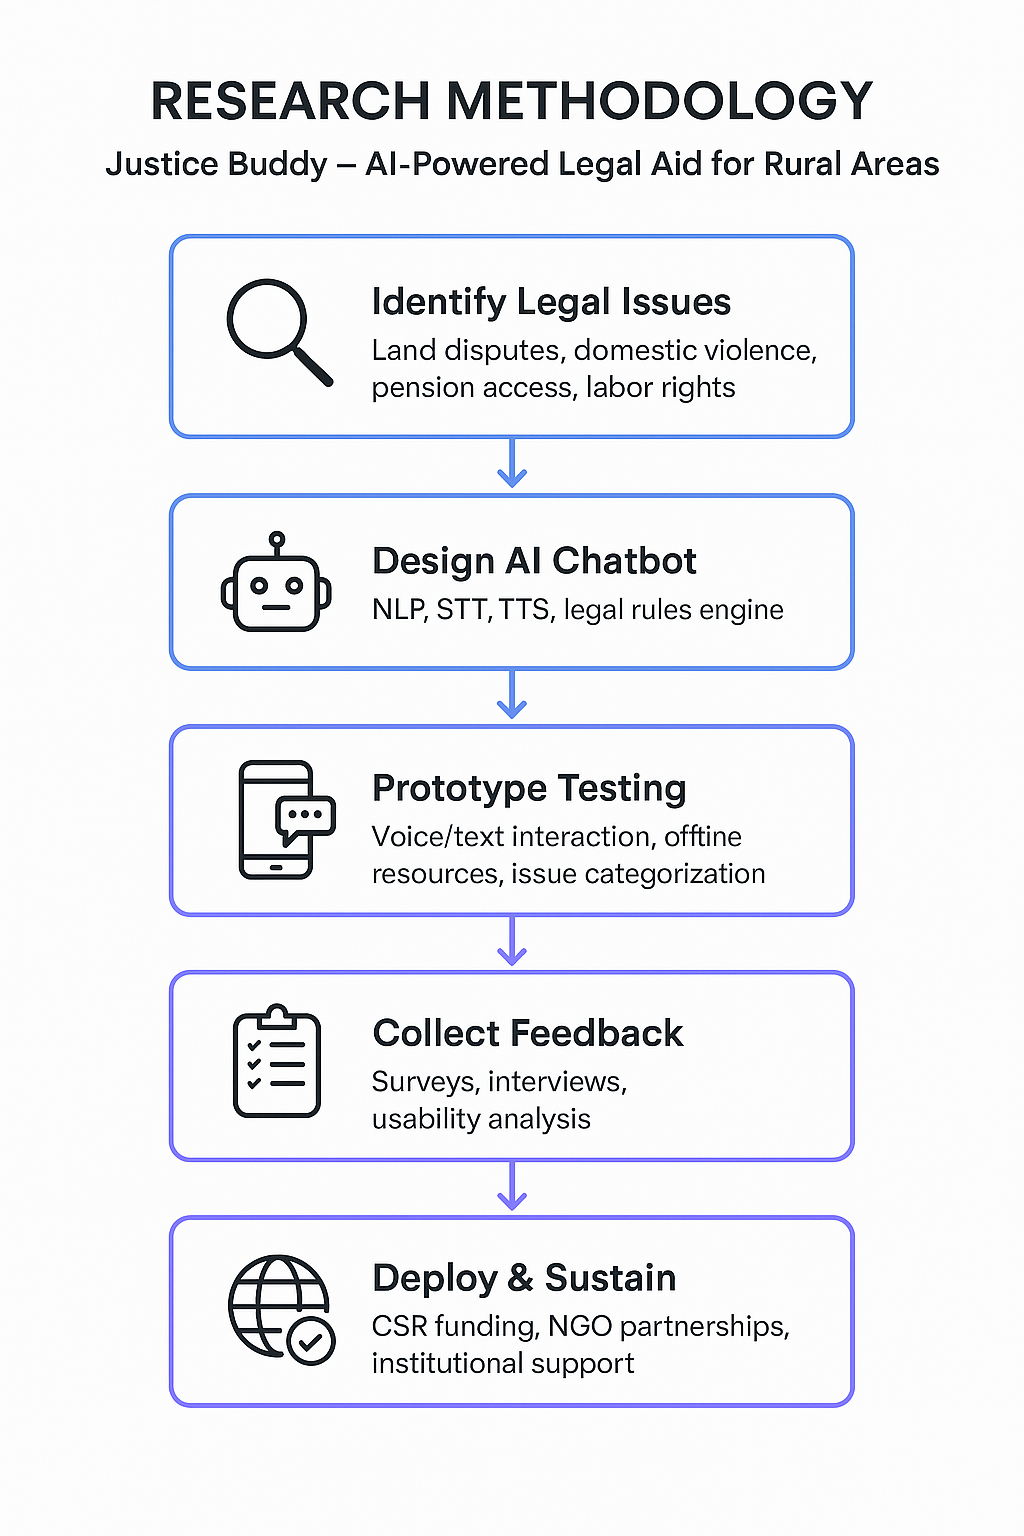 RESEARCH METHODOLOGY
Justice Buddy – AI-Powered Legal Aid for Rural Areas
Identify Legal Issues
Land disputes, domestic violence,
pension access, labor rights
Design AI Chatbot
NLP, STT, TTS, legal rules engine
Prototype Testing
Voice/text interaction, offtine
resources, issue categorization
Collect Feedback
Surveys, interviews,
usability analysis
Deploy & Sustain
CSR funding, NGO partnerships,
institutional support